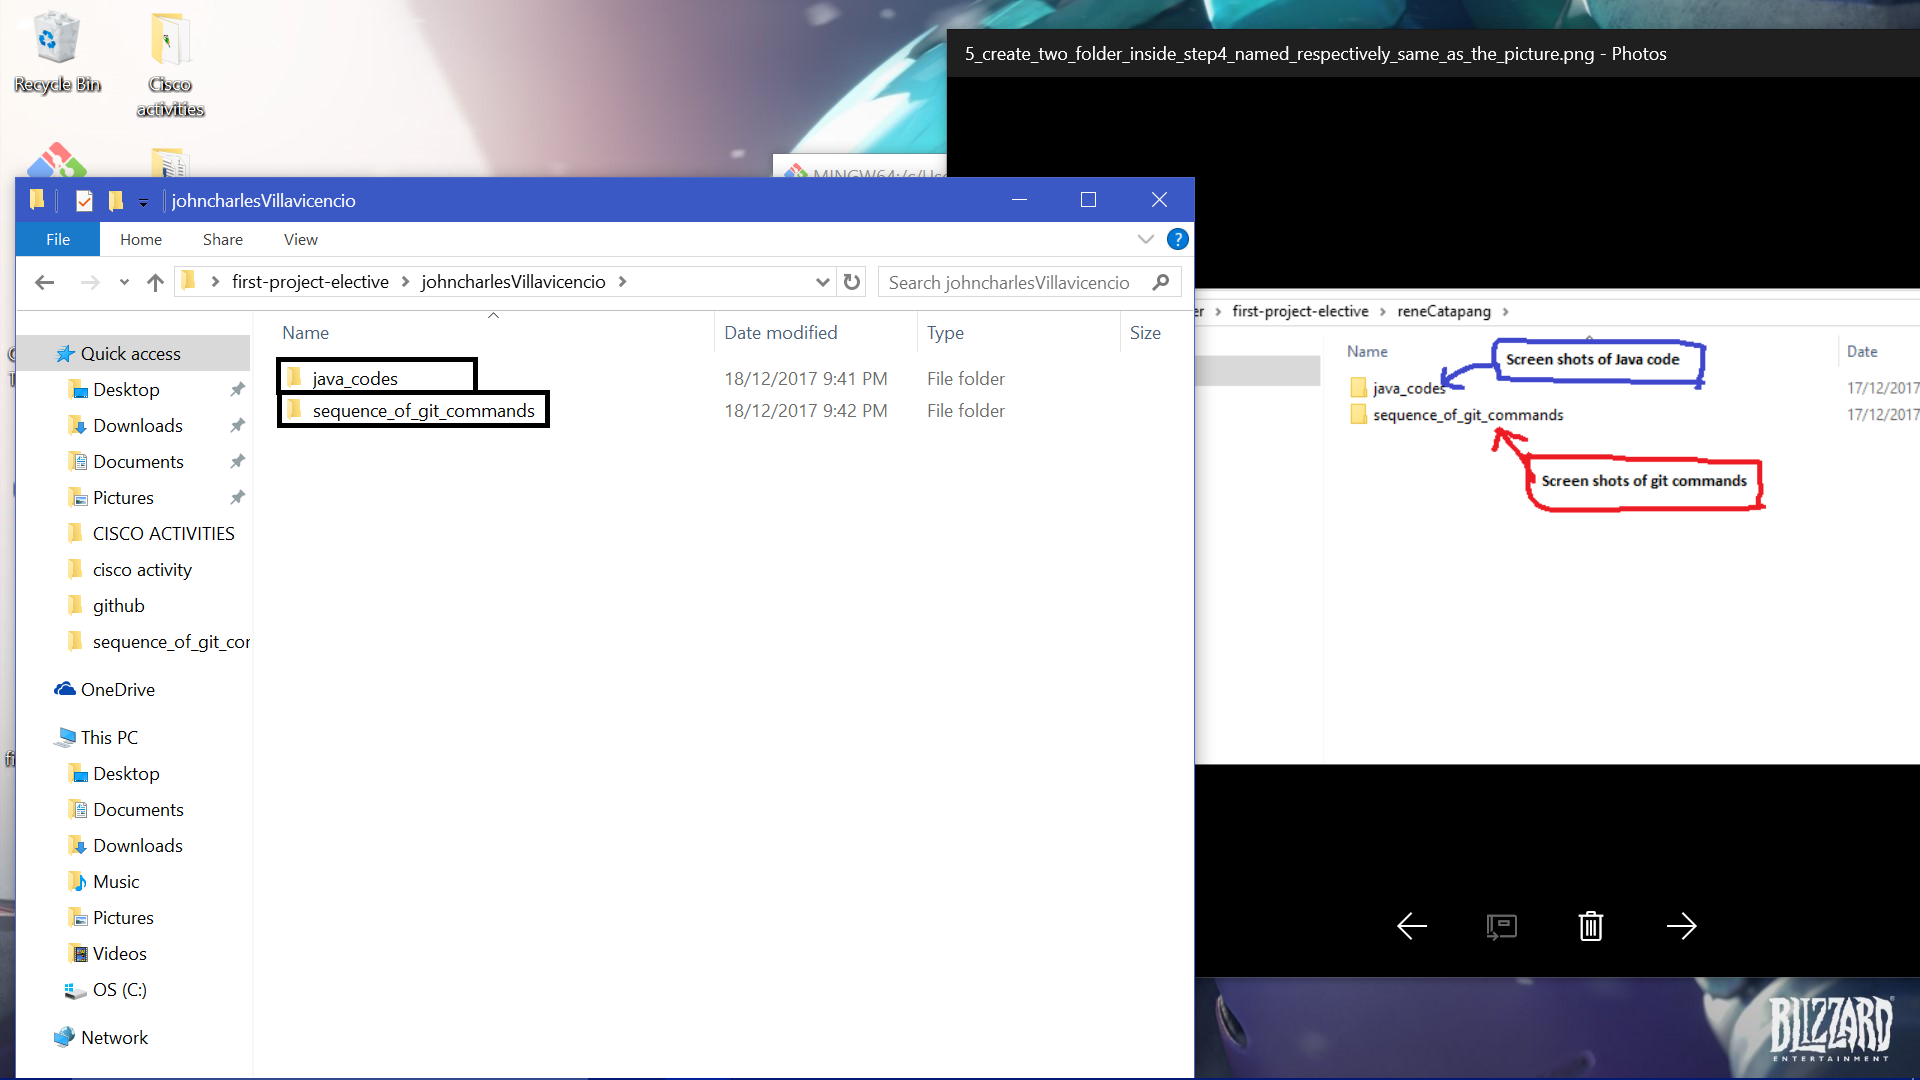 Recycle Bin
Cisco
activities
5_create_two_folder_inside_step4_named_respectively_same_as_the_picture.png - Photos
MINGW64:/c/Use
johncharlesVillavicencio
File
Home
Share
View
first-project-elective
johncharlesVillavicencio
Search johncharlesVillavicencio
Name
Date modified
Type
Size
java_codes
18/12/2017 9:41 PM
File folder
sequence_of_git_commands
18/12/2017 9:42 PM
File folder
Quick access
Desktop
Downloads
Documents
Pictures
CISCO ACTIVITIES
cisco activity
github
sequence_of_git_cor
OneDrive
This PC
Desktop
Documents
Downloads
Music
Pictures
Videos
OS (C:)
Network
er
first-project-elective
reneCatapang
Name
Date
Screen shots of Java code
java_codes
17/12/2017
sequence_of_git_commands
17/12/2017
Screen shots of git commands
BLIZZARD
ENTERTAINMENT